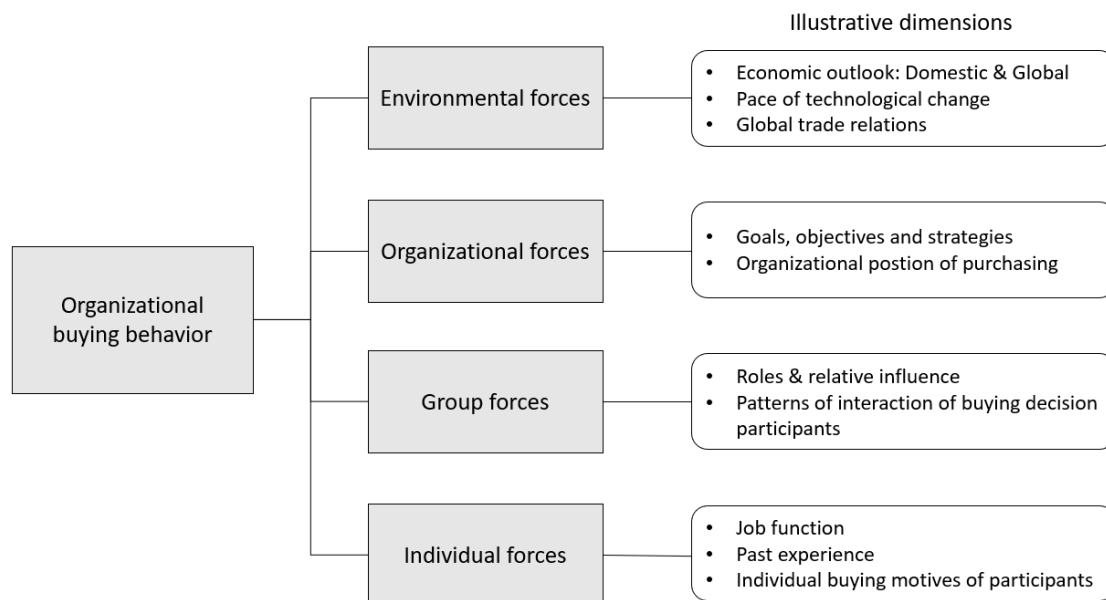 Illustrative dimensions
Environmental forces
• Economic outlook: Domestic & Global
• Pace of technological change
• Global trade relations
Organizational forces
• Goals, objectives and strategies
• Organizational postion of purchasing
Organizational
buying behavior
Group forces
• Roles & relative influence
• Patterns of interaction of buying decision
participants
Individual forces
• Job function
• Past experience
• Individual buying motives of participants